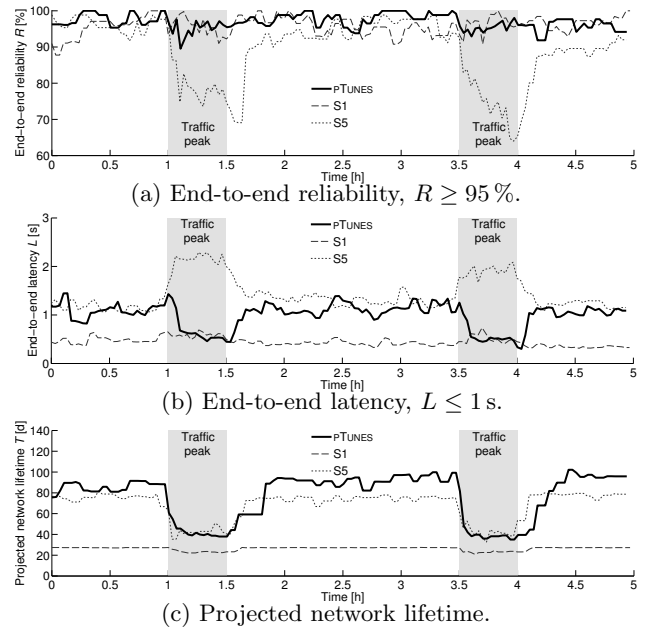 End−to−end reliability R [%]
100
90
80
70
60
pTunes
S1
S5
Traffic
peak
0 0.5 1 1.5 2 2.5 3 3.5 4 4.5 5
Time [h]
Traffic
peak
(a) End-to-end reliability, R ≥ 95 %.
End−to−end latency L [s]
3
2
1
0
Traffic
peak
pTunes
S1
S5
Traffic
peak
0 0.5 1 1.5 2 2.5 3 3.5 4 4.5 5
Time [h]
(b) End-to-end latency, L ≤ 1 s.
Projected network lifetime T [d]
140
120
100
80
60
40
20
0
Traffic
peak
pTunes
S1
S5
Traffic
peak
0 0.5 1 1.5 2 2.5 3 3.5 4 4.5 5
Time [h]
(c) Projected network lifetime.